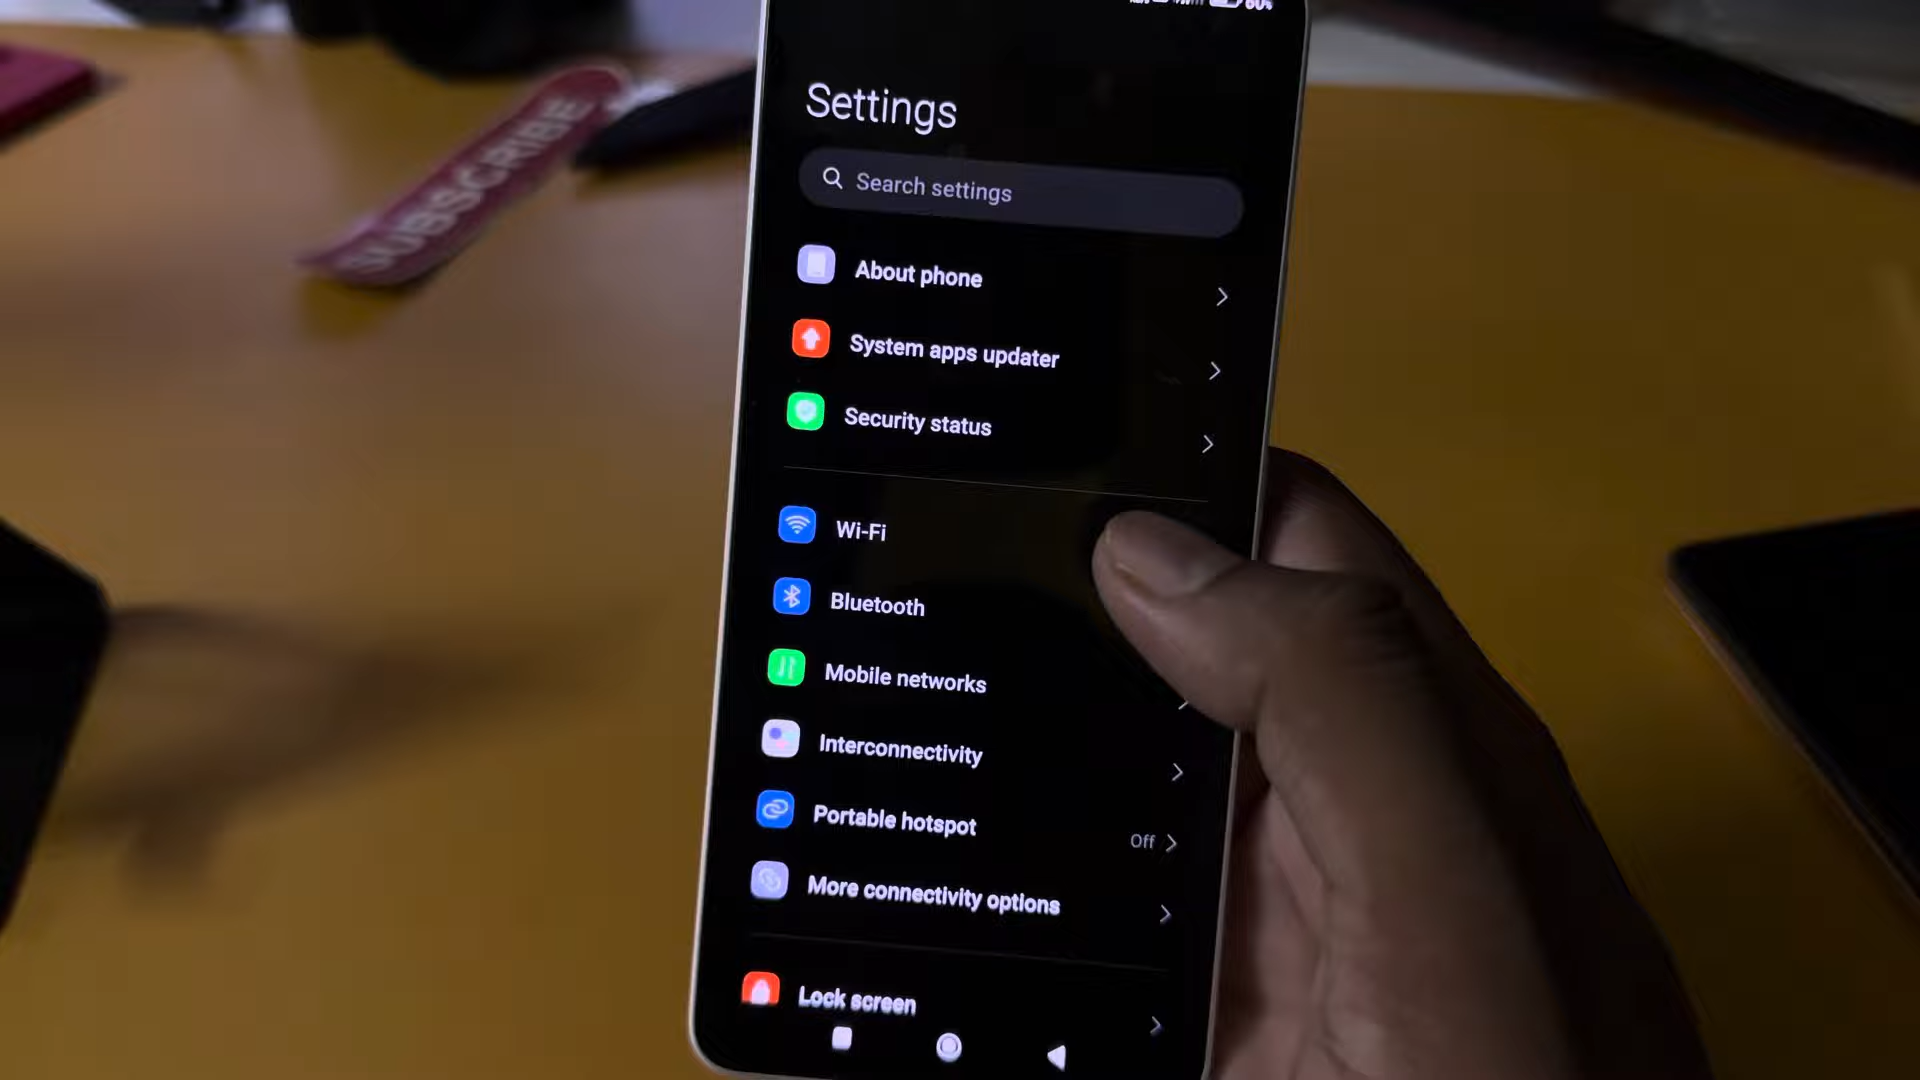 60%
Settings
SUBSCRIBE
Search settings
About phone
System apps updater
Security status
Wi-Fi
Bluetooth
Mobile networks
Interconnectivity
Portable hotspot
Off
More connectivity options
Lock screen